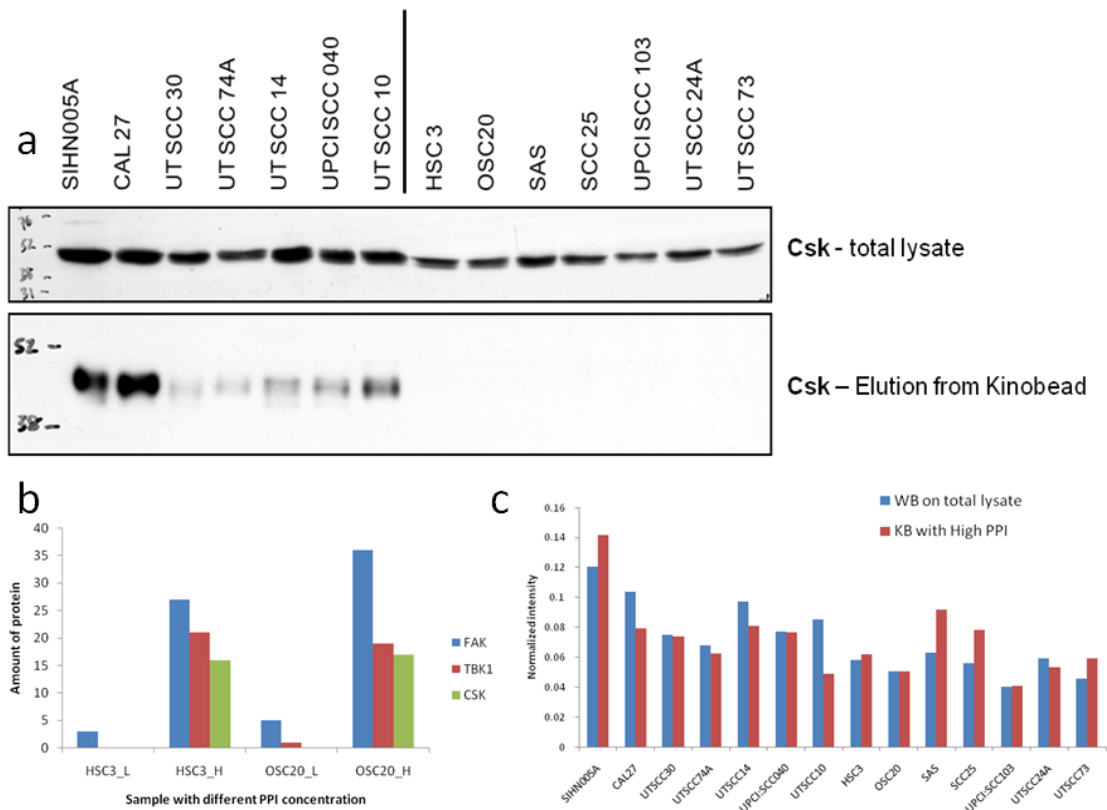 a
SIHN005A
CAL 27
UT SCC 30
UT SCC 74A
UT SCC 14
UPCI SCC 040
UT SCC 10
HSC 3
OSC20
SAS
SCC 25
UPCI SCC 103
UT SCC 24A
UT SCC 73
76 -
52 -
38 -
31 -
Csk - total lysate
52 -
38 -
Csk – Elution from Kinobead
b
40
35
30
25
20
15
10
5
0
Amount of protein
HSC3_L
HSC3_H
OSC20_L
OSC20_H
Sample with different PPI concentration
FAK
TBK1
CSK
c
WB on total lysate
KB with High PPI
0.16
0.14
0.12
0.1
0.08
0.06
0.04
0.02
0
Normalized intensity
SIHN005A
CAL27
UTSCC30
UTSCC74A
UTSCC14
UPCI:SCC040
UTSCC10
HSC3
OSC20
SAS
SCC25
UPCI:SCC103
UTSCC24A
UTSCC73